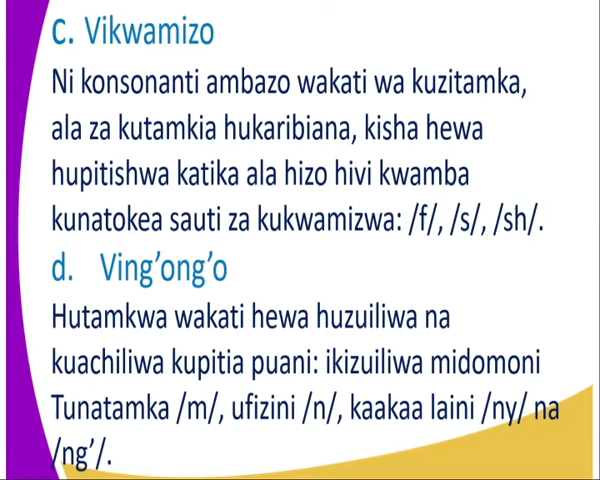 c. Vikwamizo
Ni konsonanti ambazo wakati wa kuzitamka,
ala za kutamkia hukaribiana, kisha hewa
hupitishwa katika ala hizo hivi kwamba
kunatokea sauti za kukwamizwa: /f/, /s/, /sh/.
d. Ving’ong’o
Hutamkwa wakati hewa huzuiliwa na
kuachiliwa kupitia puani: ikizuiliwa midomoni
Tunatamka /m/, ufizini /n/, kaakaa laini /ny/ na
/ng’/.